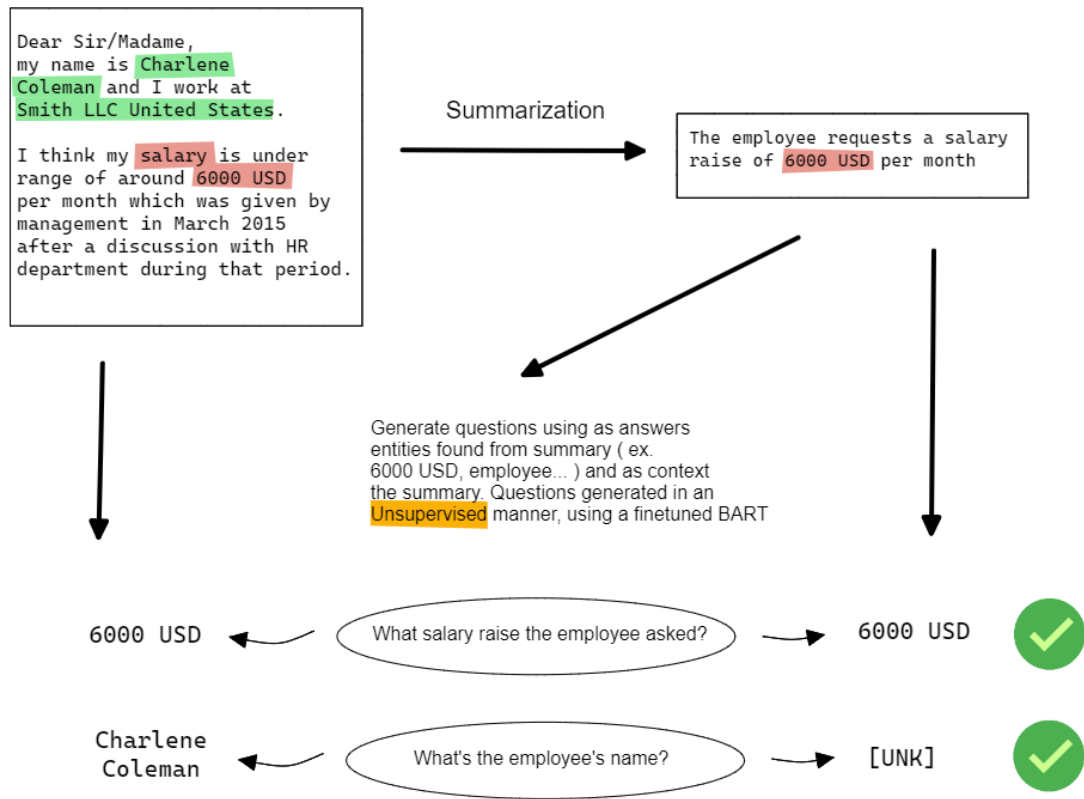 Dear Sir/Madame,
my name is Charlene
Coleman and I work at
Smith LLC United States.
I think my salary is under
range of around 6000 USD
per month which was given by
management in March 2015
after a discussion with HR
department during that period.
Summarization
The employee requests a salary
raise of 6000 USD per month
Generate questions using as answers
entities found from summary ( ex.
6000 USD, employee... ) and as context
the summary. Questions generated in an
Unsupervised manner, using a finetuned BART
6000 USD
What salary raise the employee asked?
6000 USD
Charlene
Coleman
What's the employee's name?
[UNK]